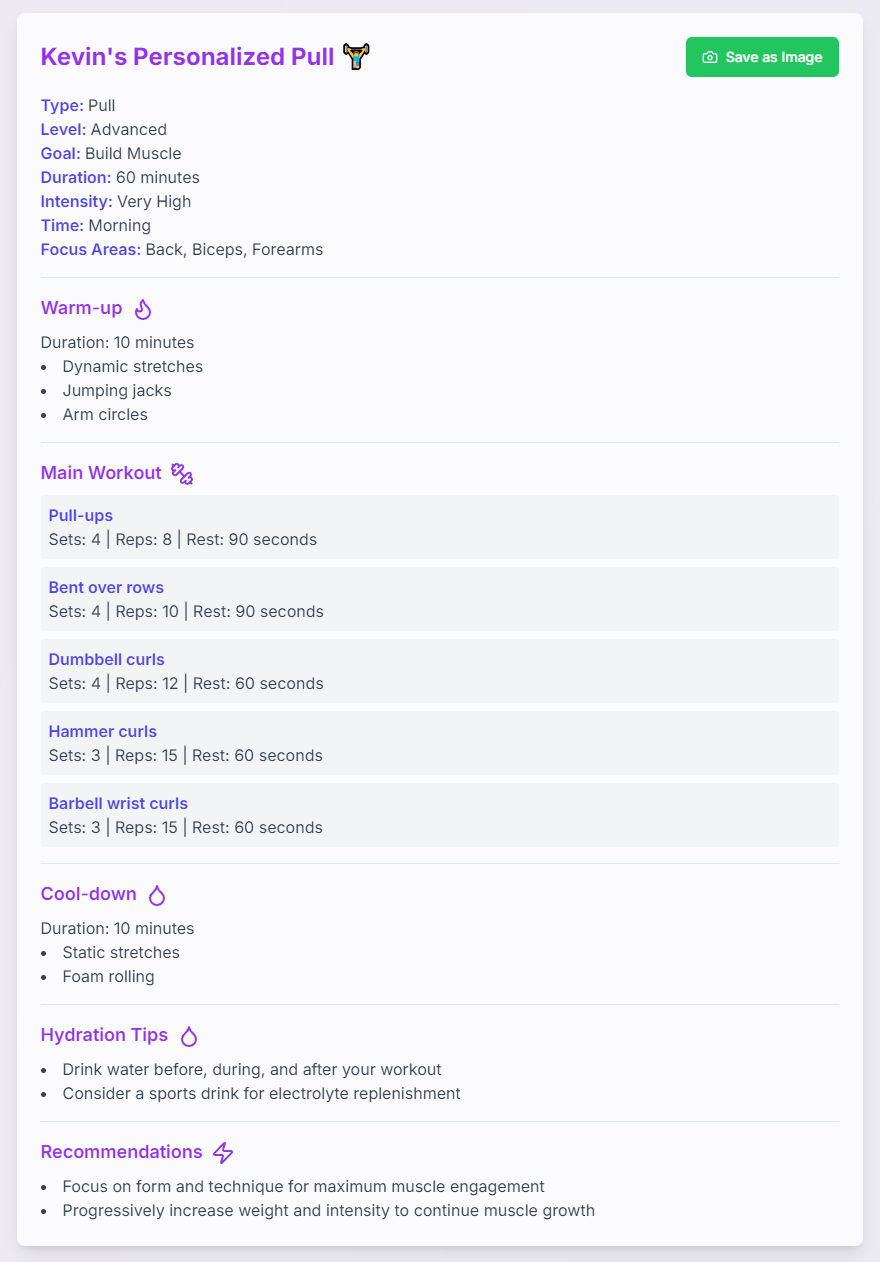 Kevin's Personalized Pull
Save as Image
Type: Pull
Level: Advanced
Goal: Build Muscle
Duration: 60 minutes
Intensity: Very High
Time: Morning
Focus Areas: Back, Biceps, Forearms
Warm-up
Duration: 10 minutes
• Dynamic stretches
• Jumping jacks
• Arm circles
Main Workout
Pull-ups
Sets: 4 | Reps: 8 | Rest: 90 seconds
Bent over rows
Sets: 4 | Reps: 10 | Rest: 90 seconds
Dumbbell curls
Sets: 4 | Reps: 12 | Rest: 60 seconds
Hammer curls
Sets: 3 | Reps: 15 | Rest: 60 seconds
Barbell wrist curls
Sets: 3 | Reps: 15 | Rest: 60 seconds
Cool-down
Duration: 10 minutes
• Static stretches
• Foam rolling
Hydration Tips
• Drink water before, during, and after your workout
• Consider a sports drink for electrolyte replenishment
Recommendations
• Focus on form and technique for maximum muscle engagement
• Progressively increase weight and intensity to continue muscle growth